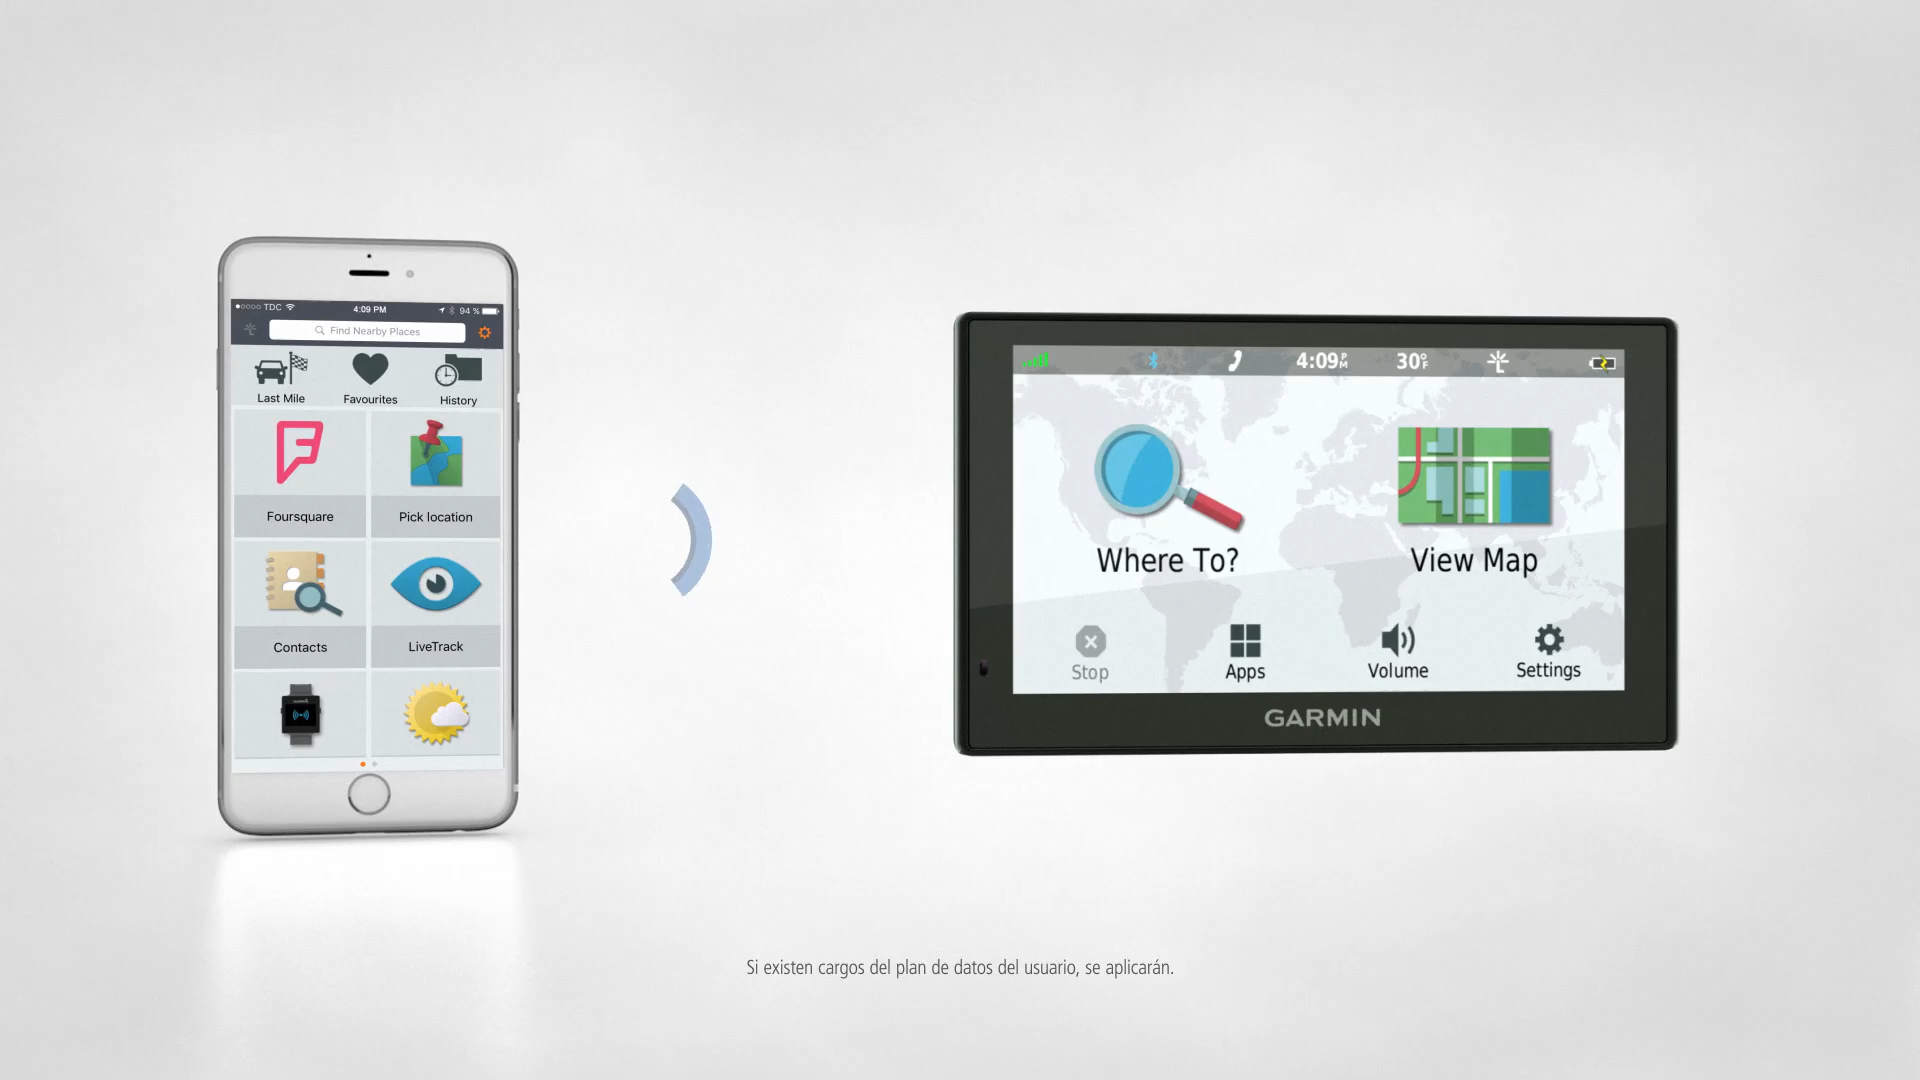 TDC
4:09 PM
94 %
Find Nearby Places
Last Mile
Favourites
History
Foursquare
Pick location
Contacts
LiveTrack
4:09PM
30°F
Where To?
View Map
Stop
Apps
Volume
Settings
GARMIN
Si existen cargos del plan de datos del usuario, se aplicarán.